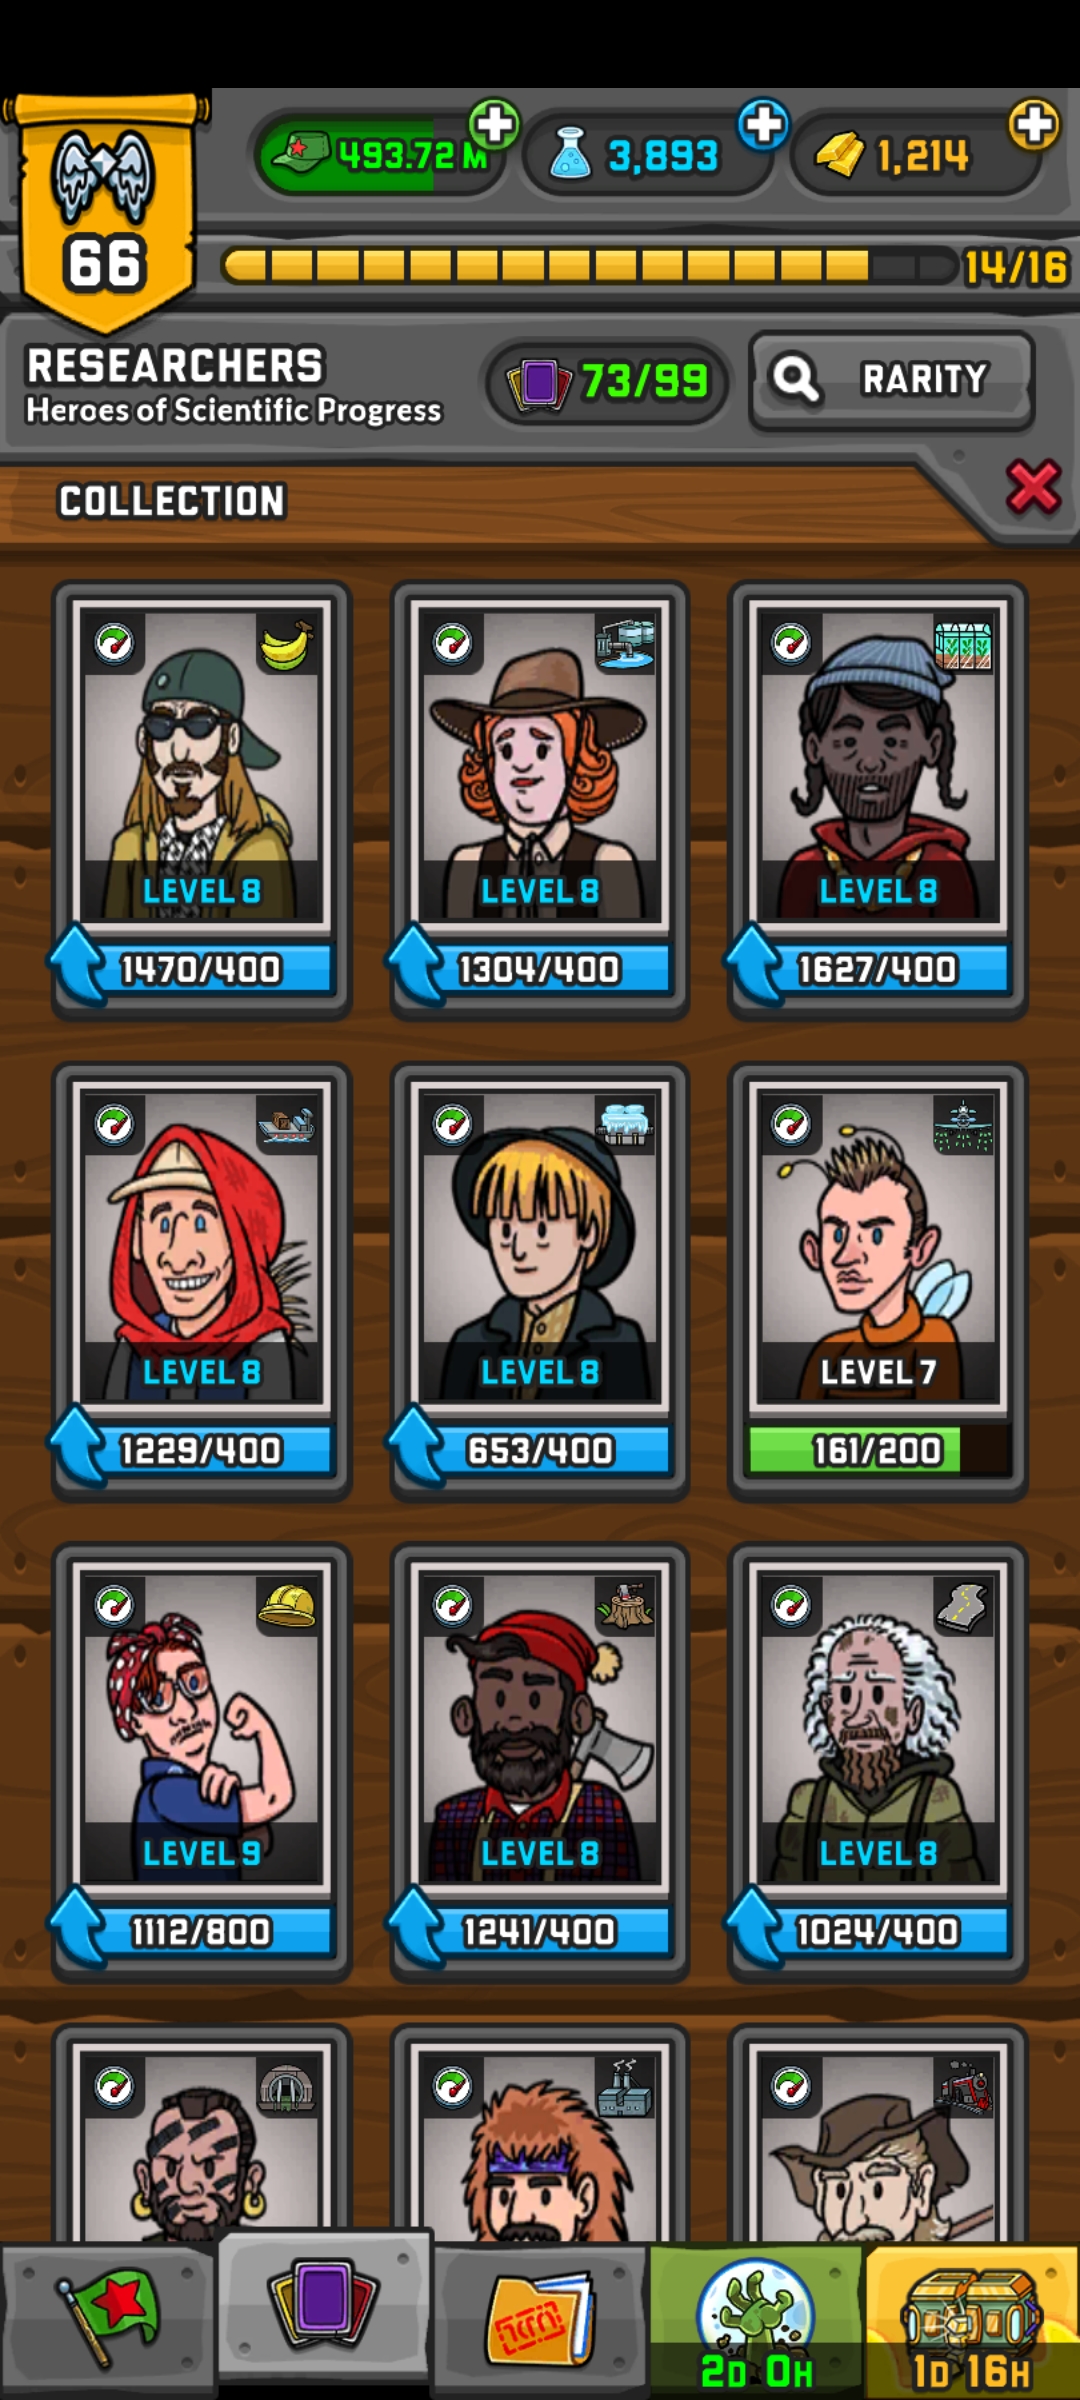 493.72 M
3,893
1,214
66
14/16
RESEARCHERS
Heroes of Scientific Progress
73/99
RARITY
COLLECTION
LEVEL 8
LEVEL 8
LEVEL 8
1470/400
1304/400
1627/400
LEVEL 8
LEVEL 8
LEVEL 7
1229/400
653/400
161/200
LEVEL 9
LEVEL 8
LEVEL 8
1112/800
1241/400
1024/400
2D 0H
1D 16H